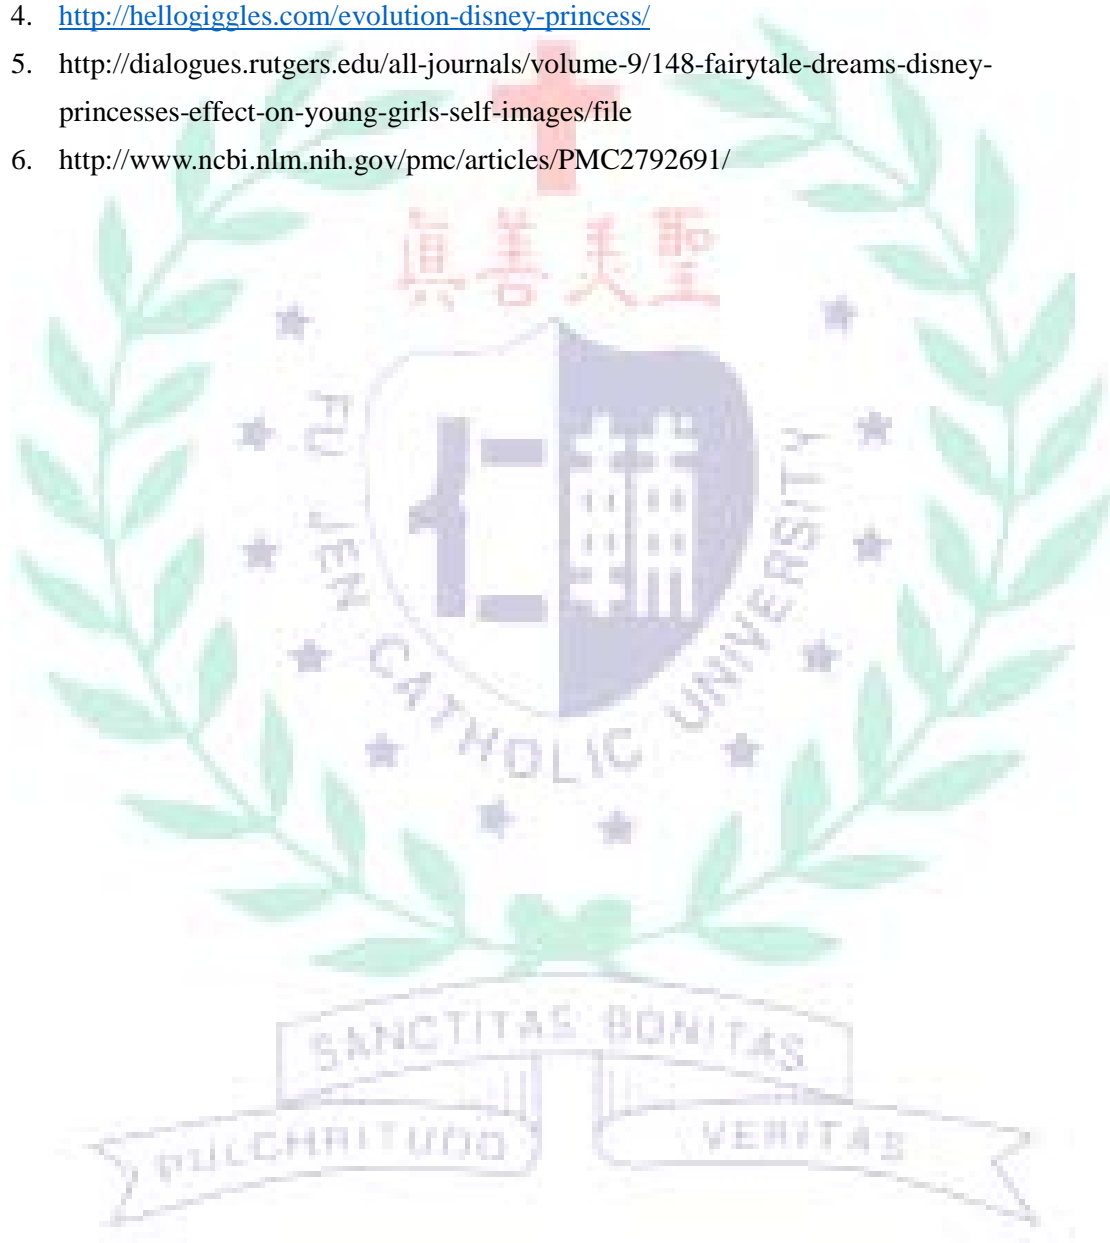 4. http://hellogiggles.com/evolution-disney-princess/
5. http://dialogues.rutgers.edu/all-journals/volume-9/148-fairytale-dreams-disney-
princesses-effect-on-young-girls-self-images/file
6. http://www.ncbi.nlm.nih.gov/pmc/articles/PMC2792691/
真善美聖
FU JEN CATHOLIC UNIVERSITY
SANCTITAS BONITAS
PULCHRITUDO VERITAS